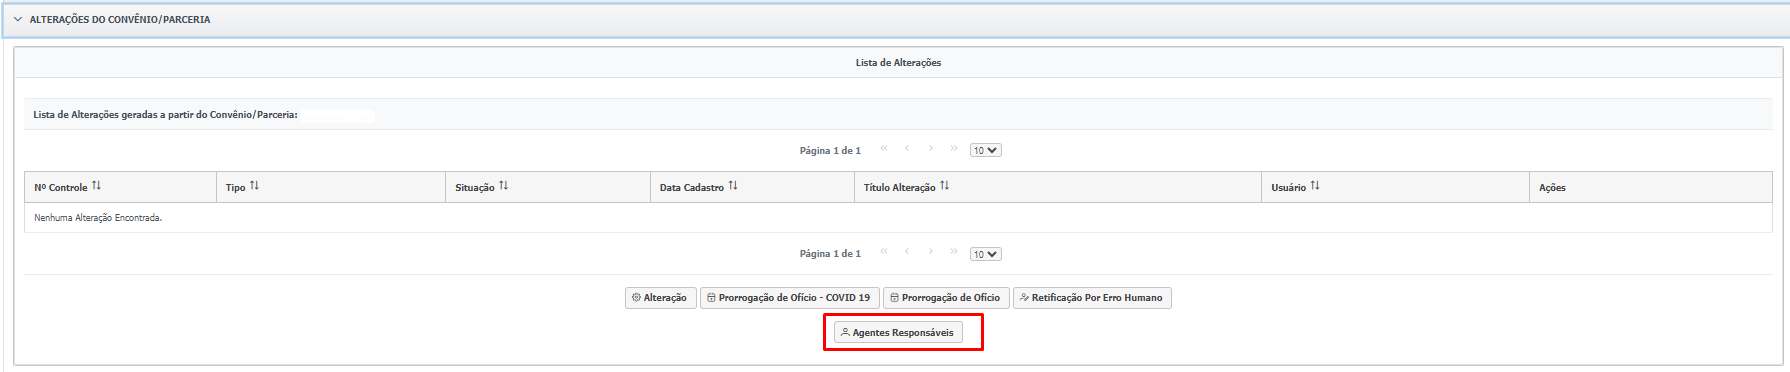 ALTERAÇÕES DO CONVÊNIO/PARCERIA
Lista de Alterações
Lista de Alterações geradas a partir do Convênio/Parceria:
Página 1 de 1 « ‹ › » 10
Nº Controle Tipo Situação Data Cadastro Título Alteração Usuário Ações
Nenhuma Alteração Encontrada.
Página 1 de 1 « ‹ › » 10
Alteração Prorrogação de Ofício - COVID 19 Prorrogação de Ofício Retificação Por Erro Humano
Agentes Responsáveis